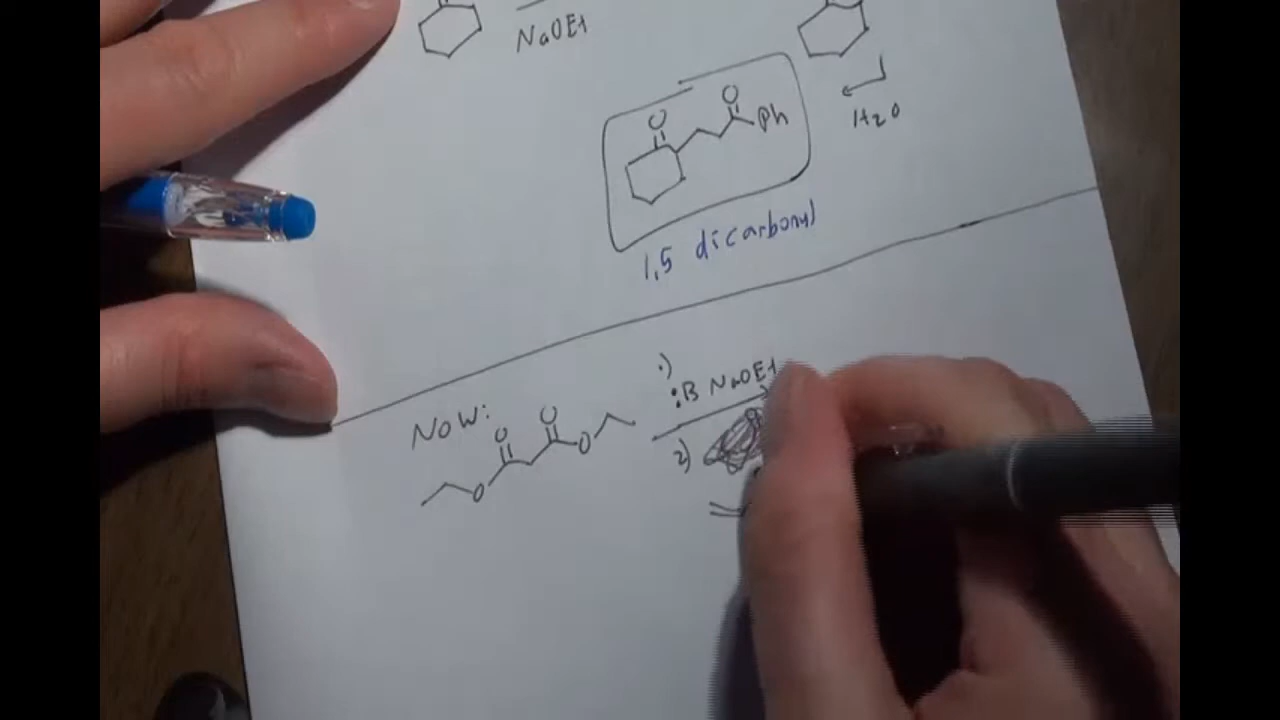 NaOEt
O
O
Ph
H2O
1,5 dicarbonyl
1)
:B NaOEt
NOW:
O
O
O
O
2)